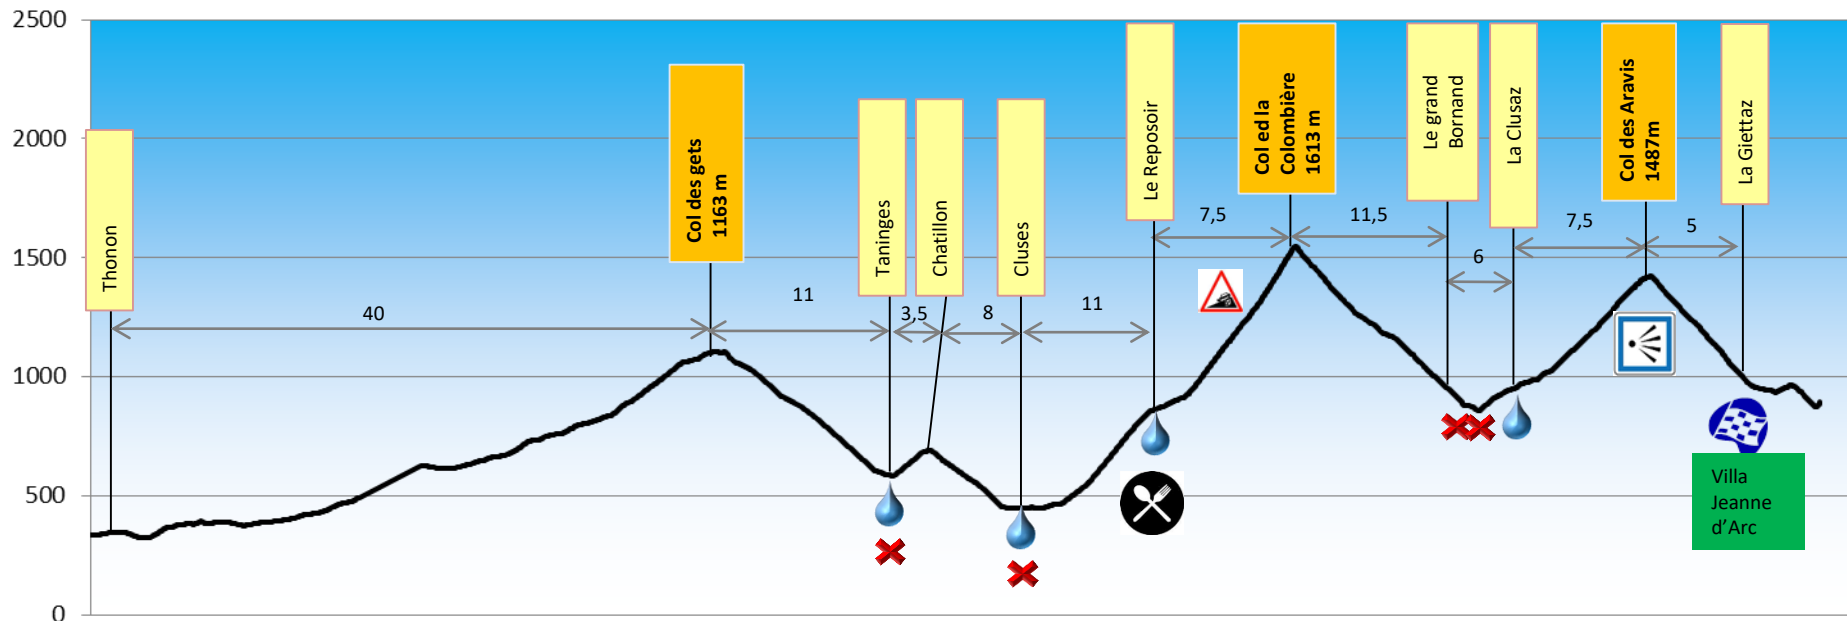 2500
2000
1500
1000
500
0
Thonon
Col des gets
1163 m
Taninges
Chatillon
Cluses
Le Reposoir
Col ed la
Colombière
1613 m
Le grand
Bornand
La Clusaz
Col des Aravis
1487m
La Giettaz
40
11
3,5
8
11
7,5
11,5
6
7,5
5
Villa
Jeanne
d'Arc